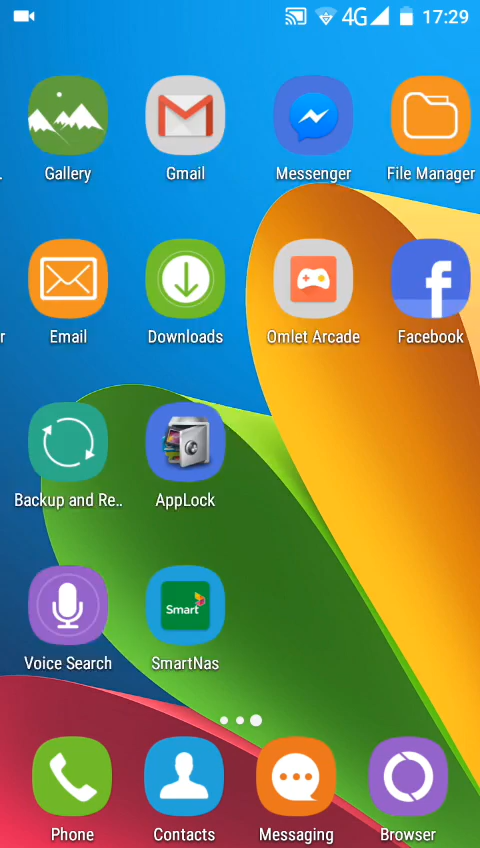 4G 17:29
Gallery Gmail Messenger File Manager
r Email Downloads Omlet Arcade Facebook
Backup and Re.. AppLock
Smart
Voice Search SmartNas
Phone Contacts Messaging Browser